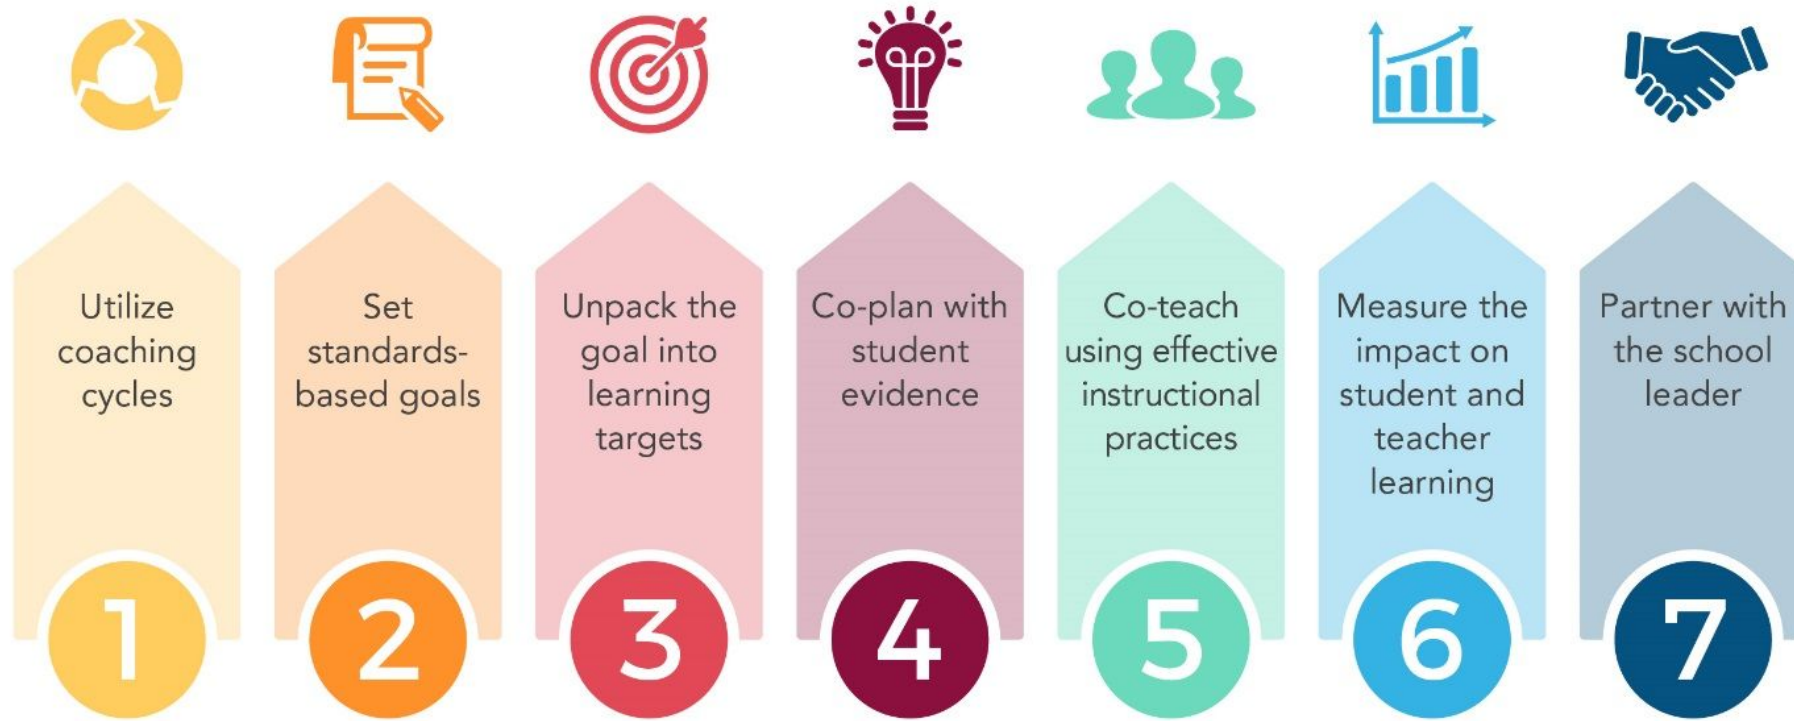 Utilize
coaching
cycles
1
Set
standards-
based goals
2
Unpack the
goal into
learning
targets
3
Co-plan with
student
evidence
4
Co-teach
using effective
instructional
practices
5
Measure the
impact on
student and
teacher
learning
6
Partner with
the school
leader
7